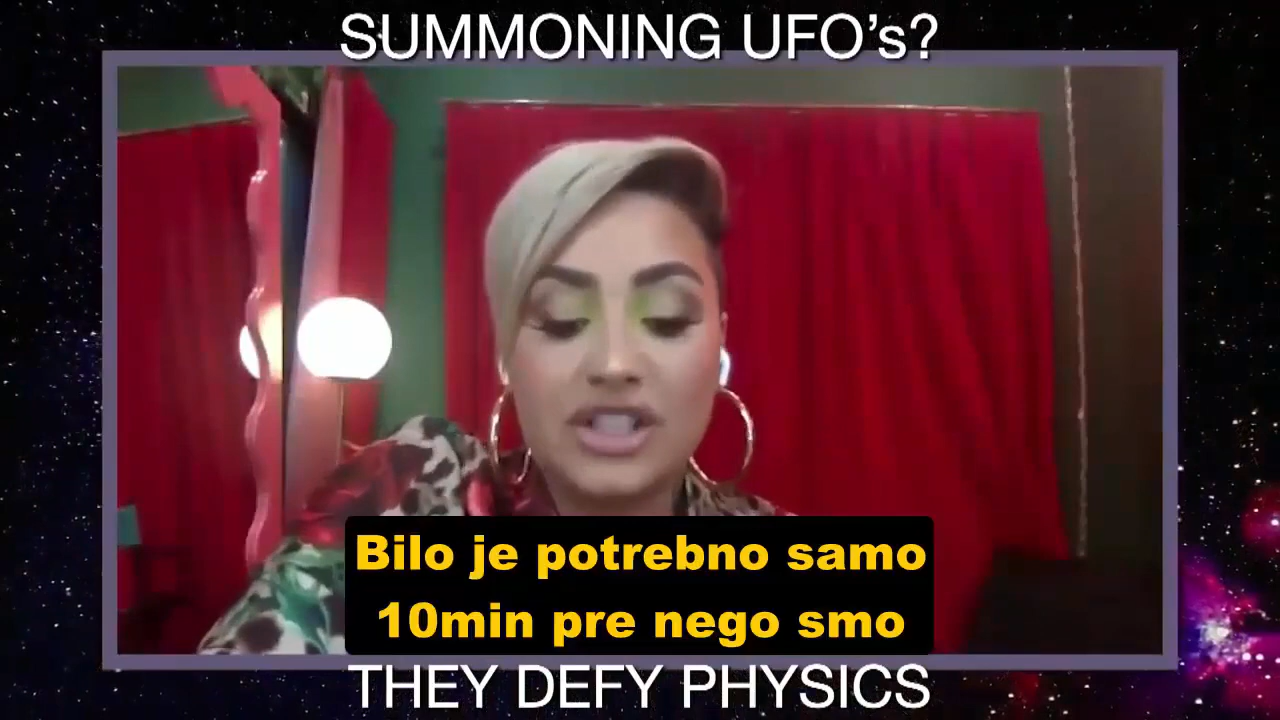 SUMMONING UFO's?
Bilo je potrebno samo
10min pre nego smo
THEY DEFY PHYSICS